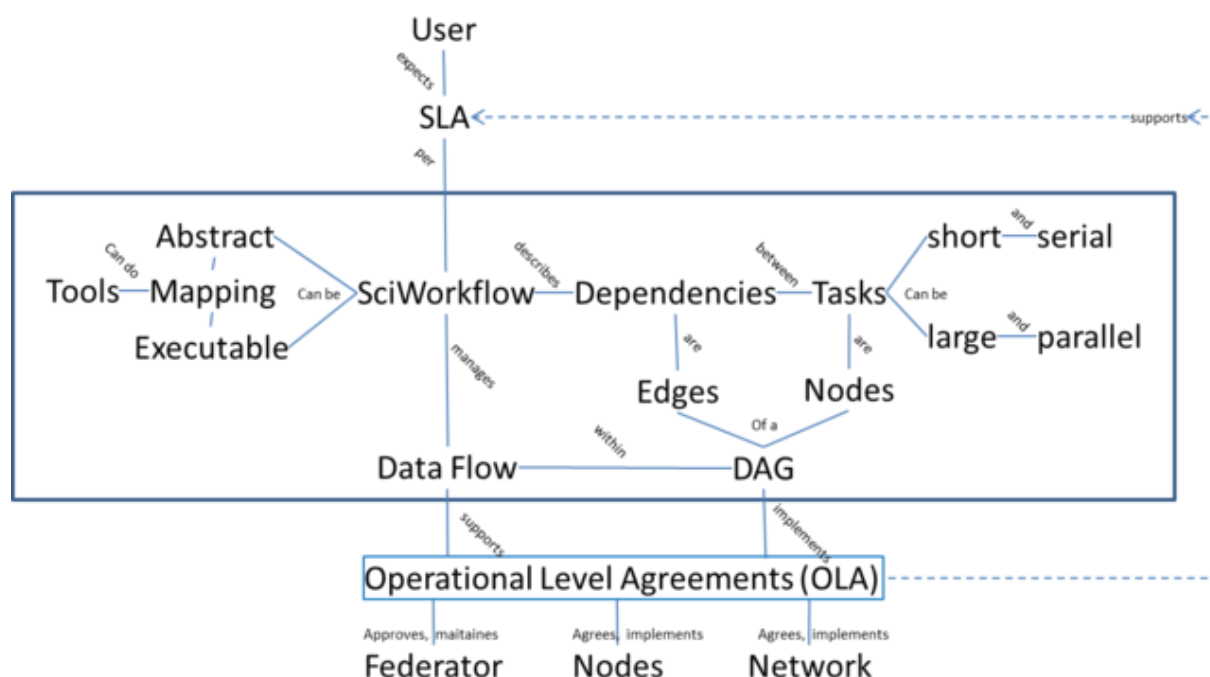 User
expects
SLA
supports
per
Abstract
short and serial
Can do
describes
between
Tools Mapping
Can be
SciWorkflow
Dependencies
Tasks
Can be
Executable
large and parallel
manages
are
are
Edges
Nodes
Of a
within
Data Flow
DAG
supports
implements
Operational Level Agreements (OLA)
Approves, maitaines
Agrees, implements
Agrees, implements
Federator
Nodes
Network